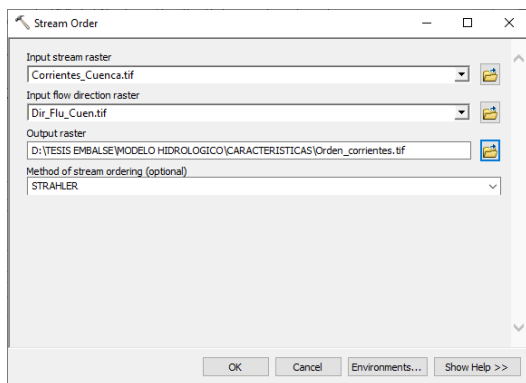 Stream Order
Input stream raster
Corrientes_Cuenca.tif
Input flow direction raster
Dir_Flu_Cuen.tif
Output raster
D:\TESIS EMBALSE\MODELO HIDROLOGICO\CARACTERISTICAS\Orden_corrientes.tif
Method of stream ordering (optional)
STRAHLER
OK Cancel Environments... Show Help >>